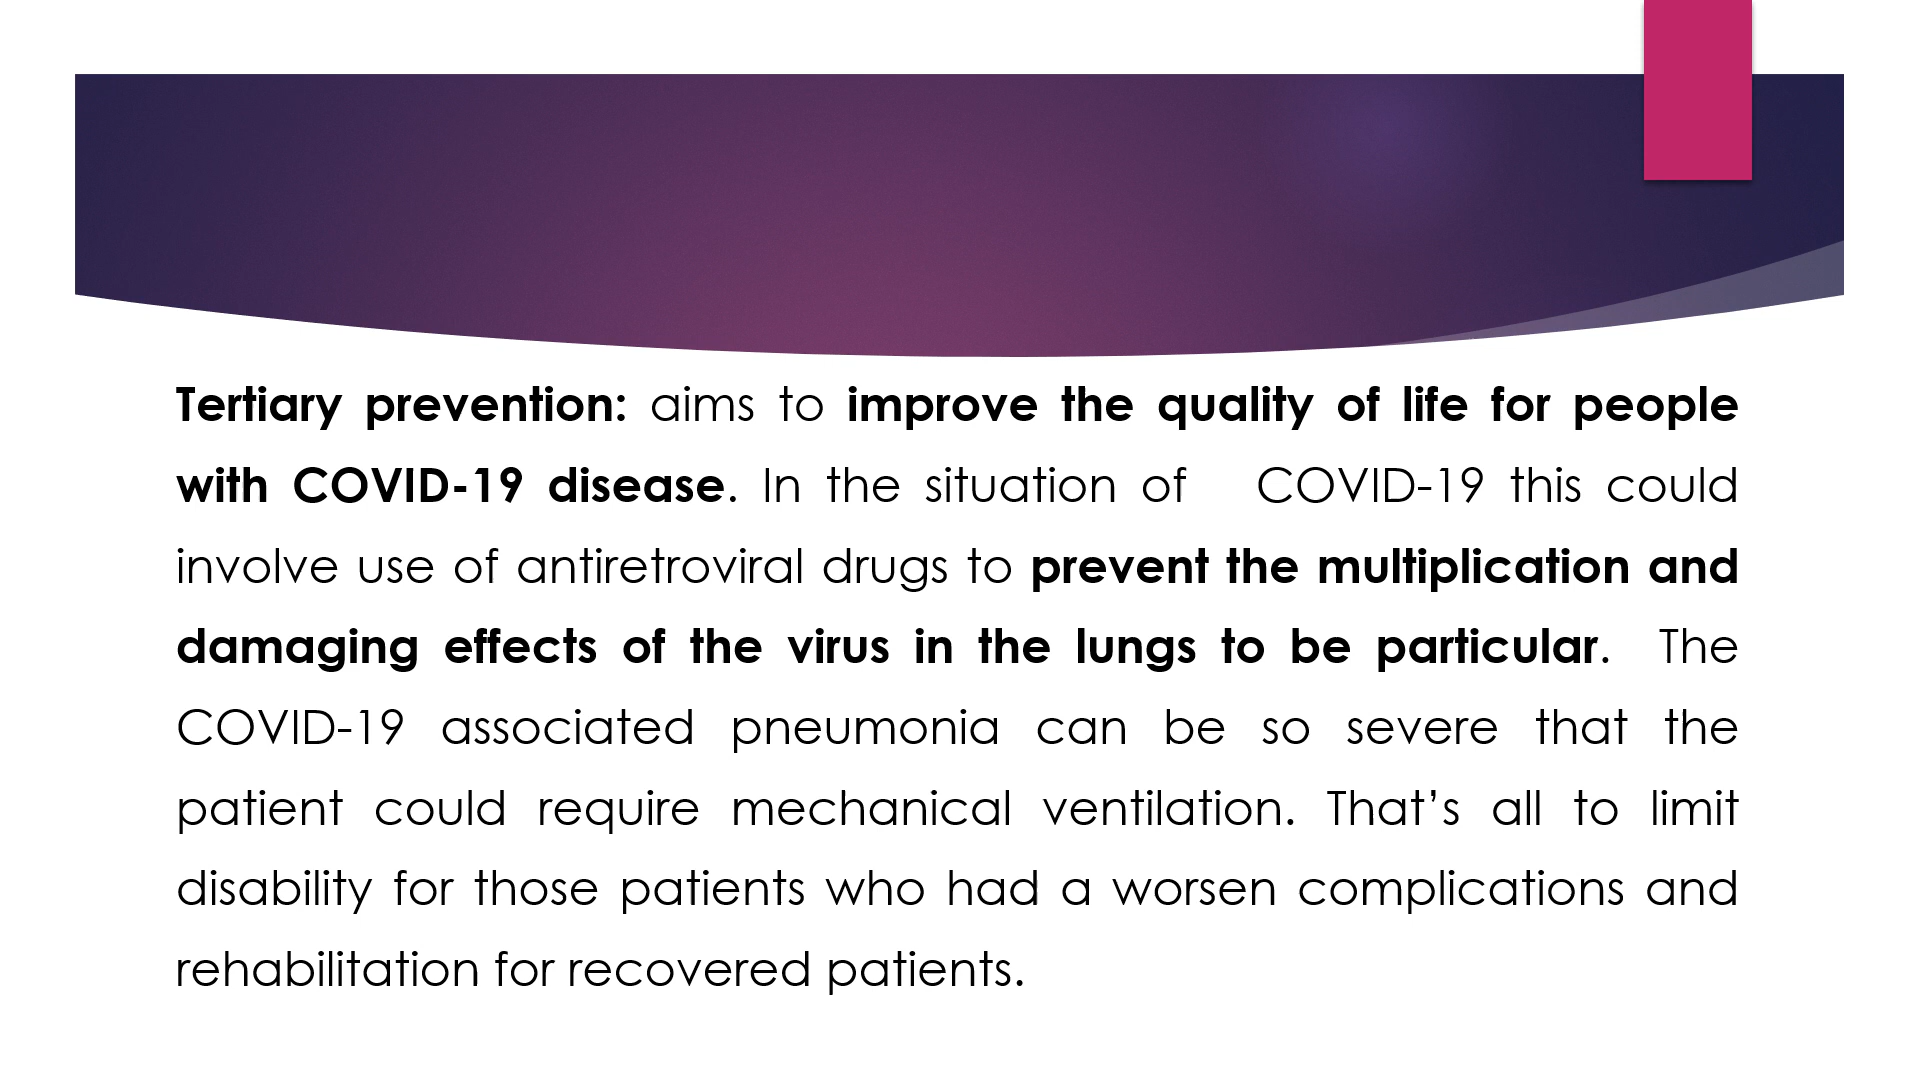 Tertiary prevention: aims to improve the quality of life for people
with COVID-19 disease. In the situation of COVID-19 this could
involve use of antiretroviral drugs to prevent the multiplication and
damaging effects of the virus in the lungs to be particular. The
COVID-19 associated pneumonia can be so severe that the
patient could require mechanical ventilation. That’s all to limit
disability for those patients who had a worsen complications and
rehabilitation for recovered patients.